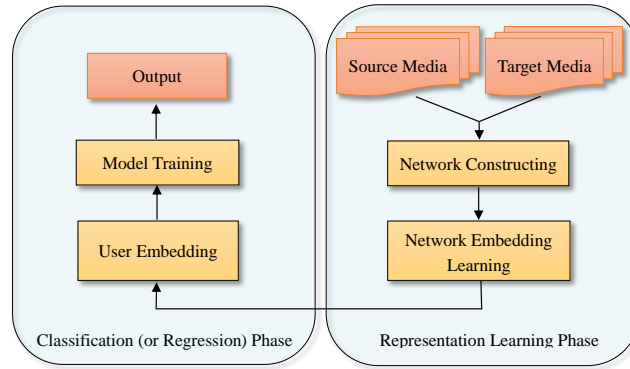 Output
Model Training
User Embedding
Classification (or Regression) Phase
Source Media
Target Media
Network Constructing
Network Embedding
Learning
Representation Learning Phase